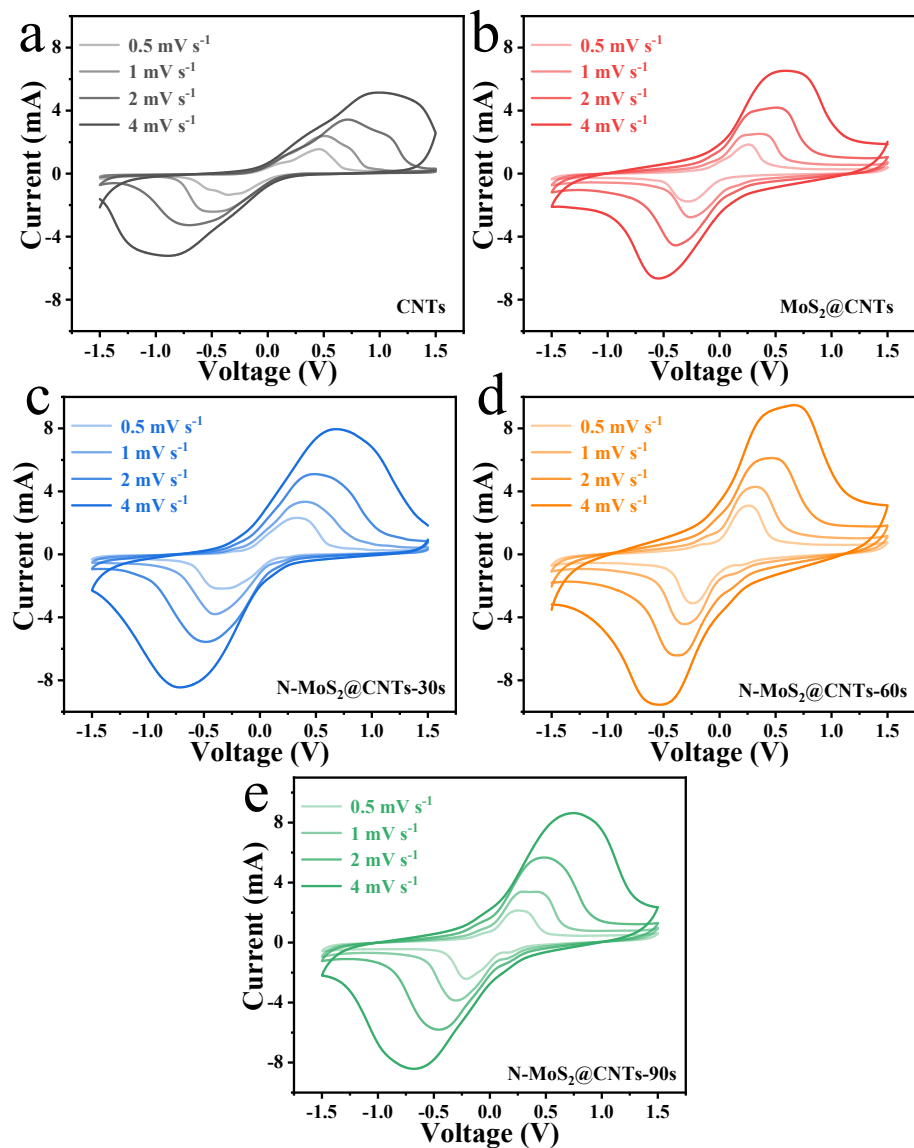 a
0.5 mV s⁻¹
1 mV s⁻¹
2 mV s⁻¹
4 mV s⁻¹
Current (mA)
8
4
0
-4
-8
CNTs
-1.5 -1.0 -0.5 0.0 0.5 1.0 1.5
Voltage (V)
b
0.5 mV s⁻¹
1 mV s⁻¹
2 mV s⁻¹
4 mV s⁻¹
Current (mA)
8
4
0
-4
-8
MoS₂@CNTs
-1.5 -1.0 -0.5 0.0 0.5 1.0 1.5
Voltage (V)
c
0.5 mV s⁻¹
1 mV s⁻¹
2 mV s⁻¹
4 mV s⁻¹
Current (mA)
8
4
0
-4
-8
N-MoS₂@CNTs-30s
-1.5 -1.0 -0.5 0.0 0.5 1.0 1.5
Voltage (V)
d
0.5 mV s⁻¹
1 mV s⁻¹
2 mV s⁻¹
4 mV s⁻¹
Current (mA)
8
4
0
-4
-8
N-MoS₂@CNTs-60s
-1.5 -1.0 -0.5 0.0 0.5 1.0 1.5
Voltage (V)
e
0.5 mV s⁻¹
1 mV s⁻¹
2 mV s⁻¹
4 mV s⁻¹
Current (mA)
8
4
0
-4
-8
N-MoS₂@CNTs-90s
-1.5 -1.0 -0.5 0.0 0.5 1.0 1.5
Voltage (V)